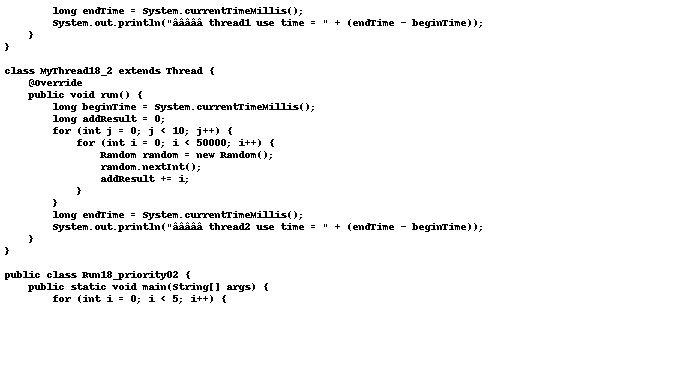 long endTime = System.currentTimeMillis();
        System.out.println("âââââ thread1 use time = " + (endTime - beginTime));
    }
}

class MyThread18_2 extends Thread {
    @Override
    public void run() {
        long beginTime = System.currentTimeMillis();
        long addResult = 0;
        for (int j = 0; j < 10; j++) {
            for (int i = 0; i < 50000; i++) {
                Random random = new Random();
                random.nextInt();
                addResult += i;
            }
        }
        long endTime = System.currentTimeMillis();
        System.out.println("âââââ thread2 use time = " + (endTime - beginTime));
    }
}

public class Run18_priority02 {
    public static void main(String[] args) {
        for (int i = 0; i < 5; i++) {